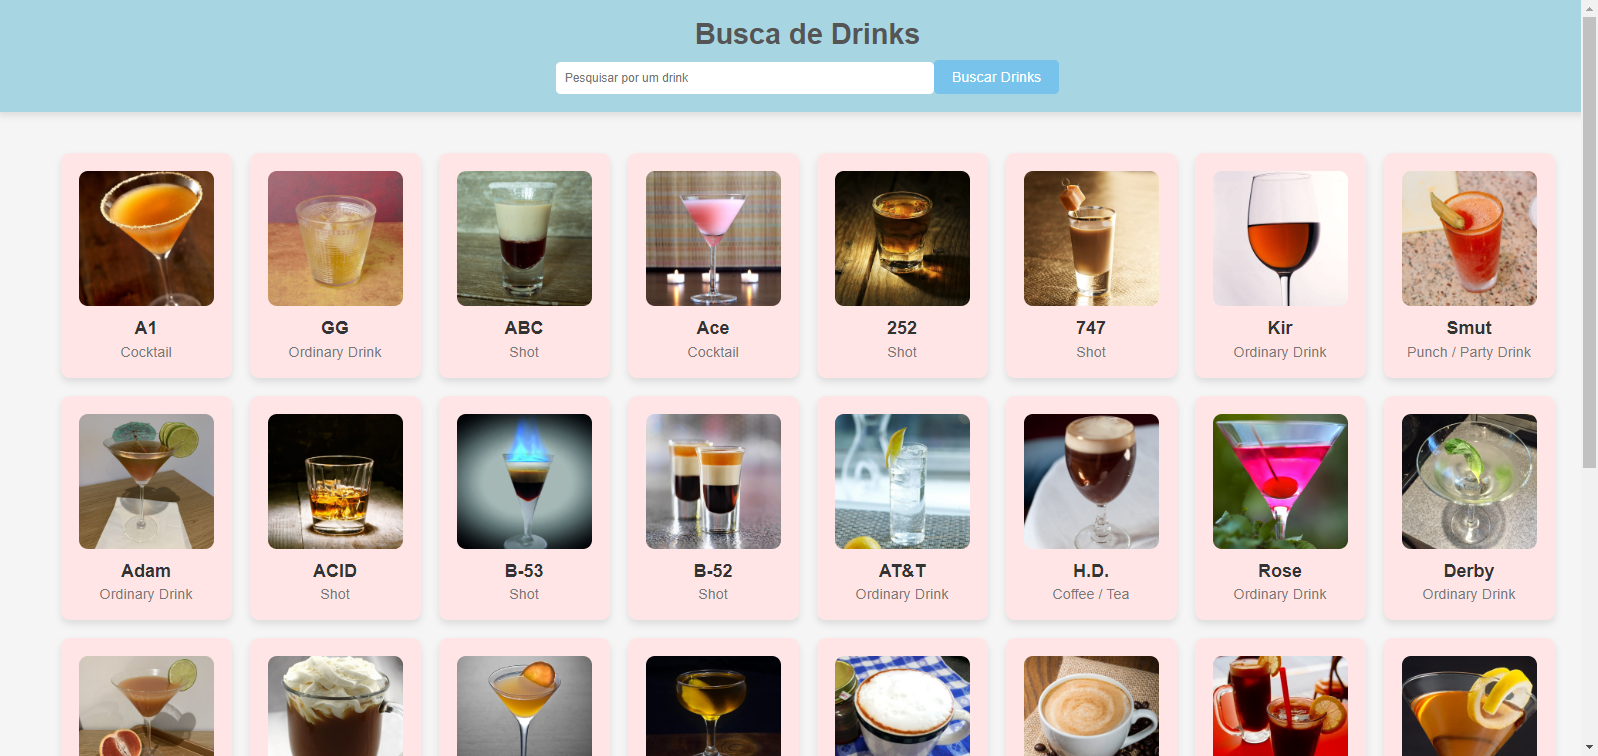 Busca de Drinks
Pesquisar por um drink
Buscar Drinks
A1
Cocktail
GG
Ordinary Drink
ABC
Shot
Ace
Cocktail
252
Shot
747
Shot
Kir
Ordinary Drink
Smut
Punch / Party Drink
Adam
Ordinary Drink
ACID
Shot
B-53
Shot
B-52
Shot
AT&T
Ordinary Drink
H.D.
Coffee / Tea
Rose
Ordinary Drink
Derby
Ordinary Drink